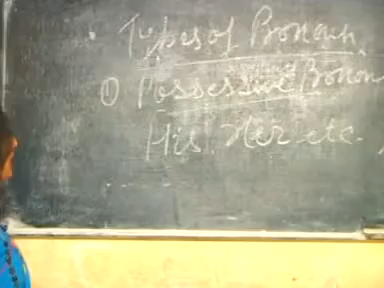 Types of Pronoun
① Possessive Pronoun
His, Her etc.